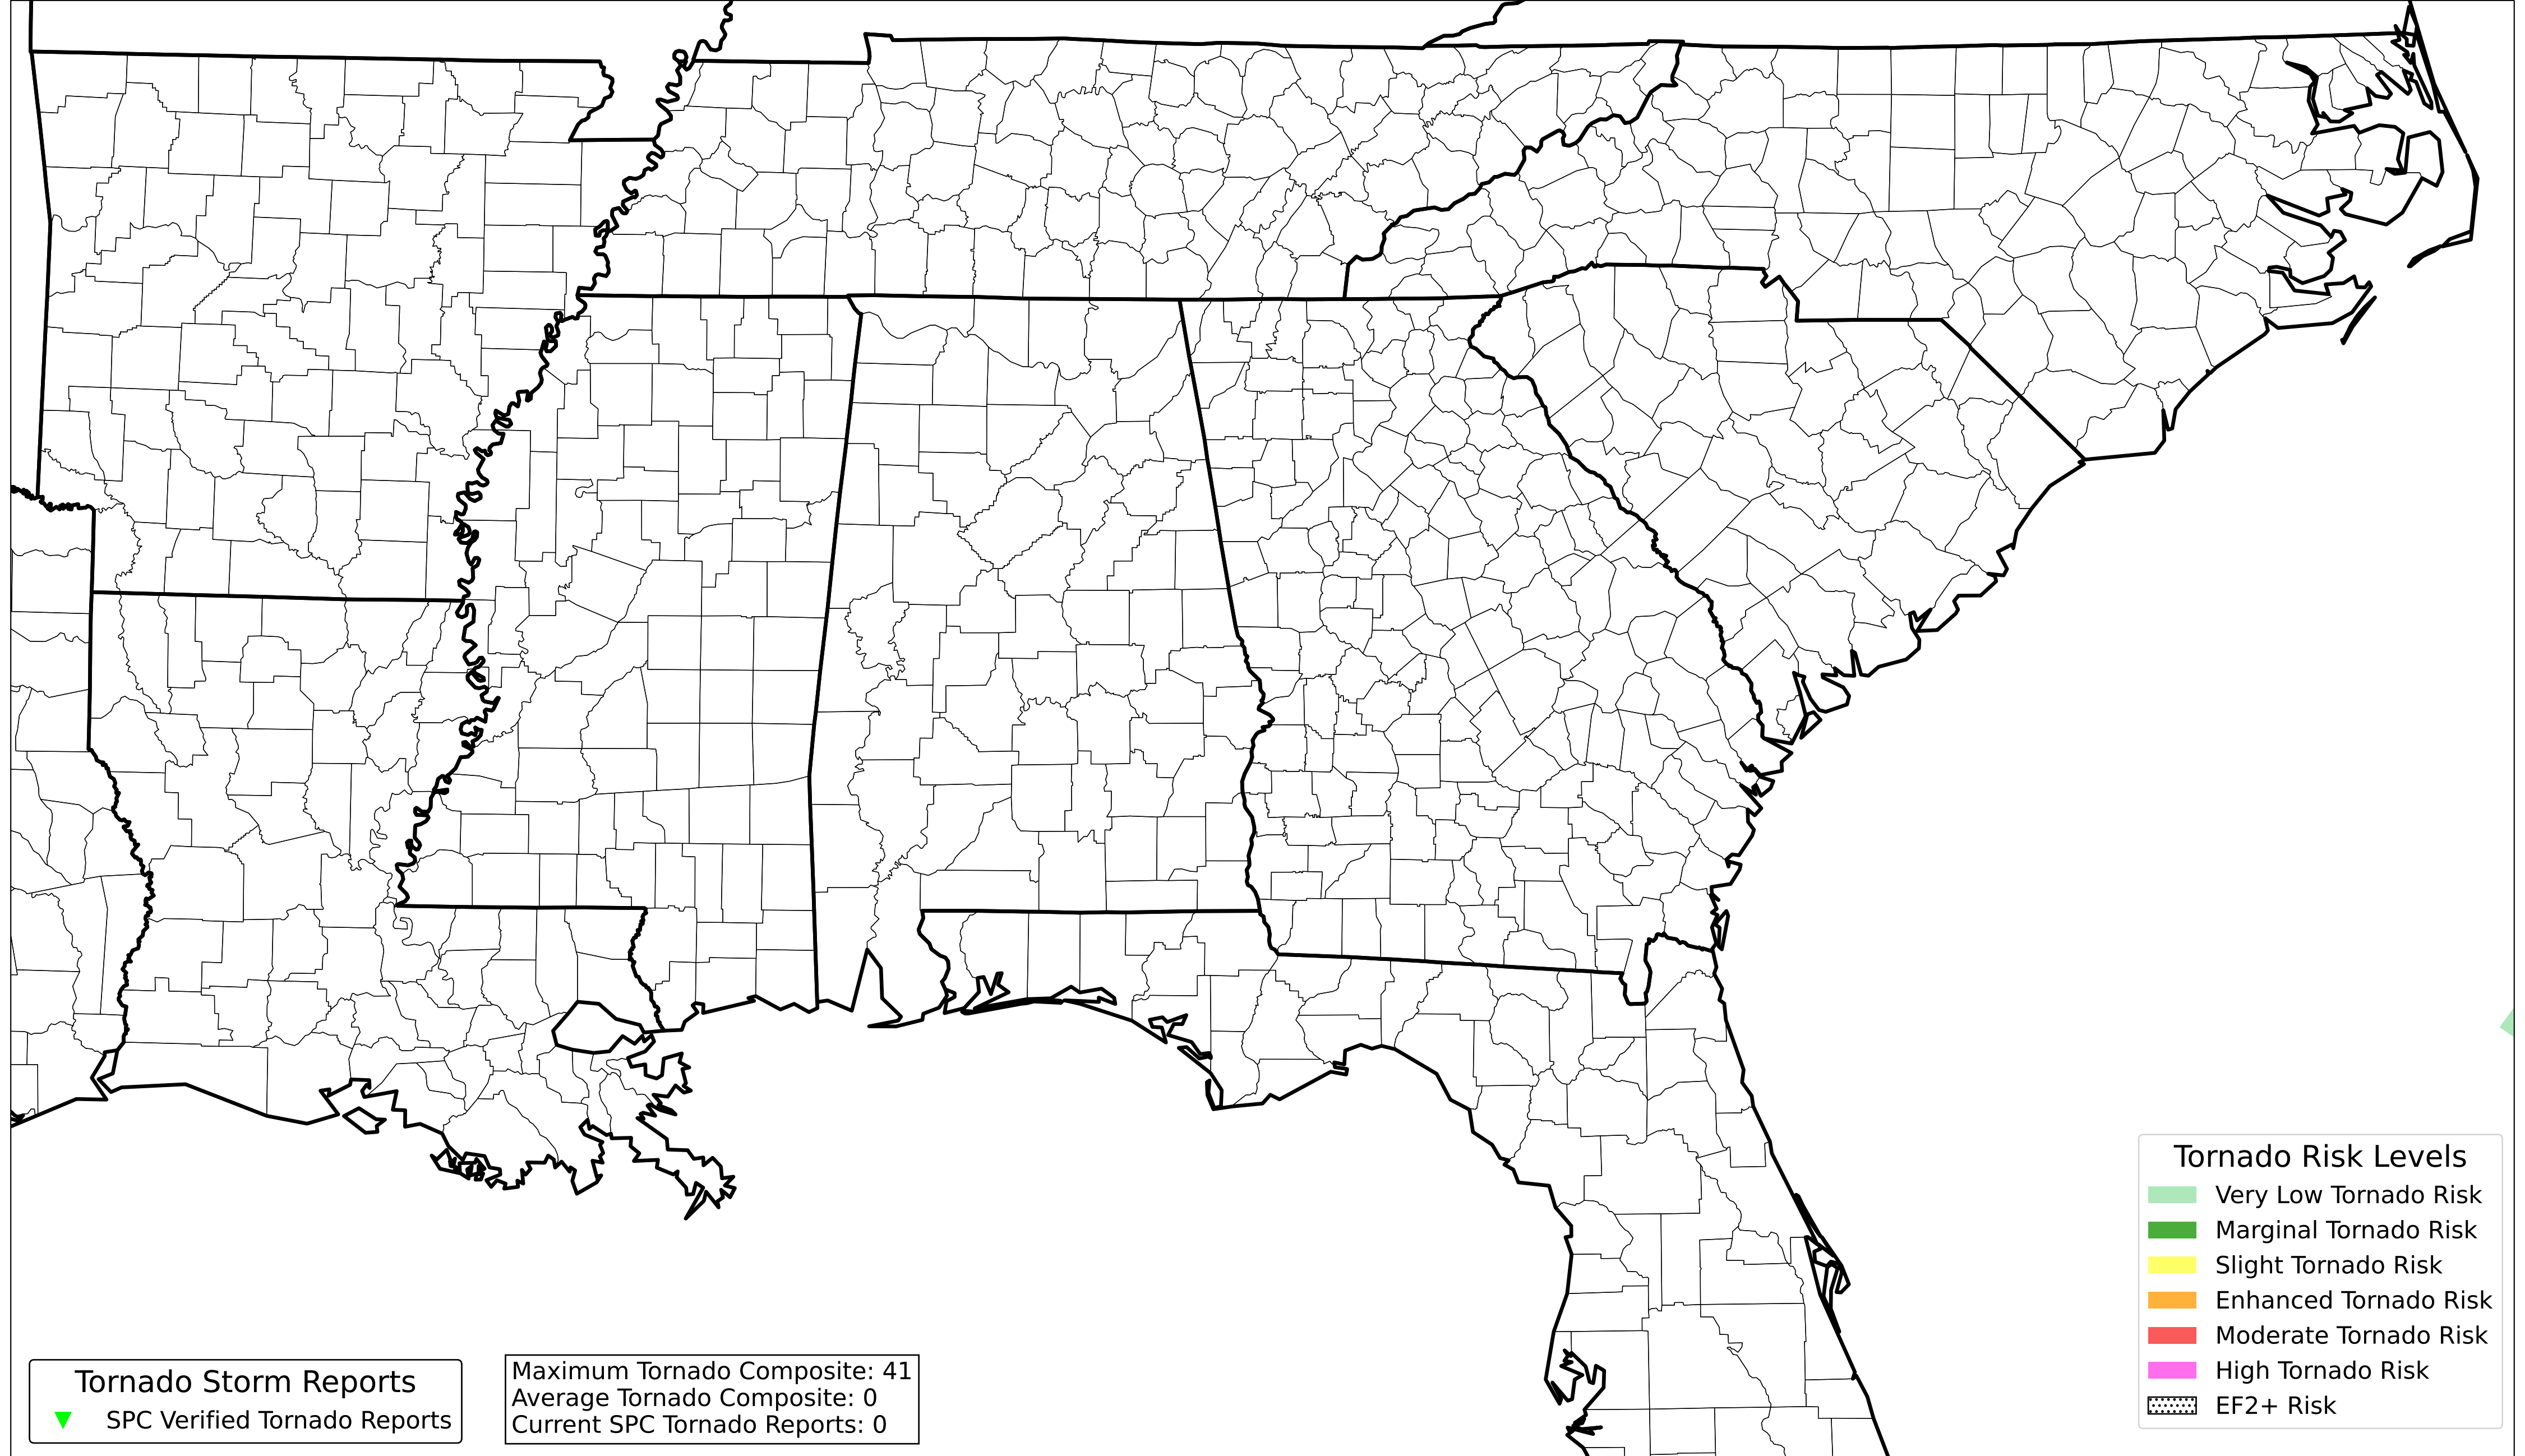 Tornado Risk Levels
Very Low Tornado Risk
Marginal Tornado Risk
Slight Tornado Risk
Enhanced Tornado Risk
Moderate Tornado Risk
High Tornado Risk
EF2+ Risk
Tornado Storm Reports
SPC Verified Tornado Reports
Maximum Tornado Composite: 41
Average Tornado Composite: 0
Current SPC Tornado Reports: 0